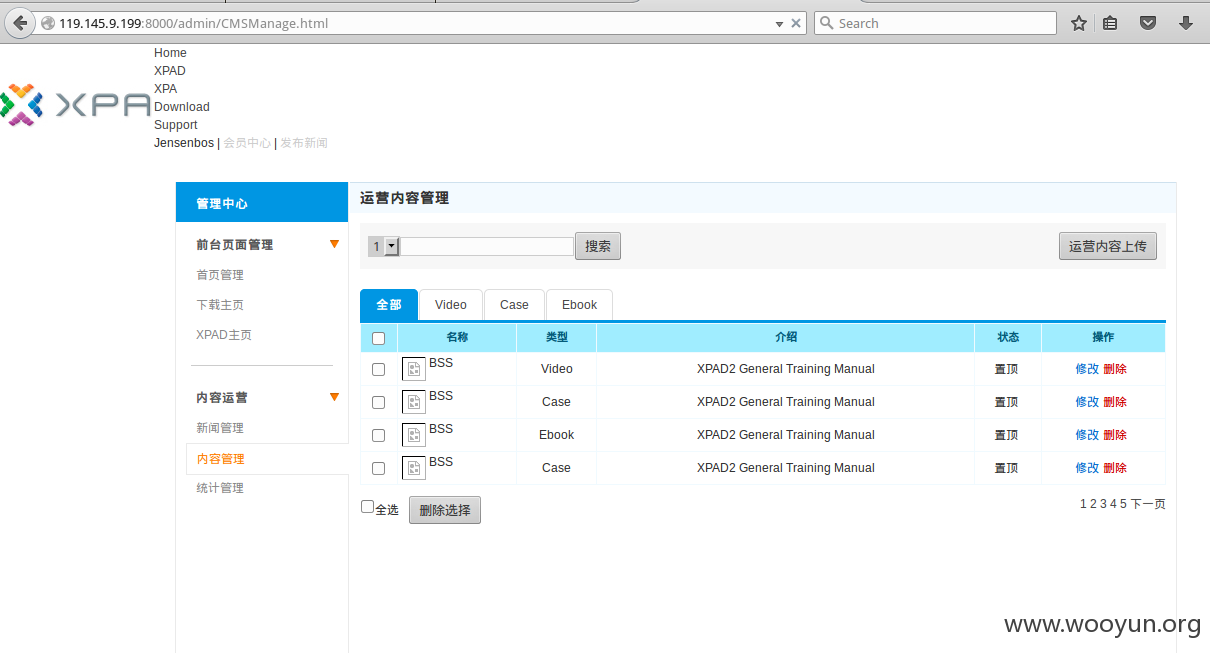 119.145.9.199:8000/admin/CMSManage.html
Search
Home
XPAD
XPA
Download
Support
Jensenbos | 会员中心 | 发布新闻
XPA
管理中心
前台页面管理
首页管理
下载主页
XPAD主页
内容运营
新闻管理
内容管理
统计管理
运营内容管理
1 搜索 运营内容上传
全部 Video Case Ebook
名称 类型 介绍 状态 操作
BSS Video XPAD2 General Training Manual 置顶 修改 删除
BSS Case XPAD2 General Training Manual 置顶 修改 删除
BSS Ebook XPAD2 General Training Manual 置顶 修改 删除
BSS Case XPAD2 General Training Manual 置顶 修改 删除
全选 删除选择 1 2 3 4 5 下一页
www.wooyun.org